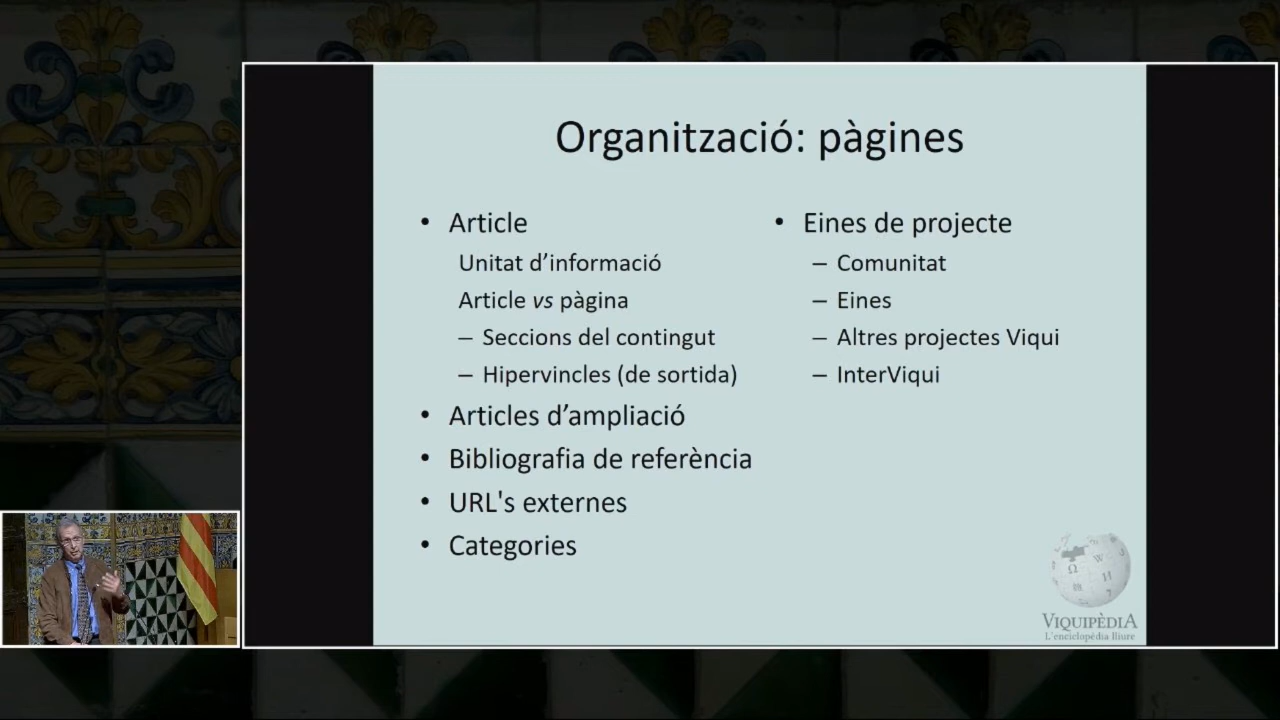 Organització: pàgines
• Article
Unitat d’informació
Article vs pàgina
– Seccions del contingut
– Hipervincles (de sortida)
• Articles d’ampliació
• Bibliografia de referència
• URL's externes
• Categories
• Eines de projecte
– Comunitat
– Eines
– Altres projectes Viqui
– InterViqui
Ω W И
VIQUIPÈDIA
L'enciclopèdia lliure